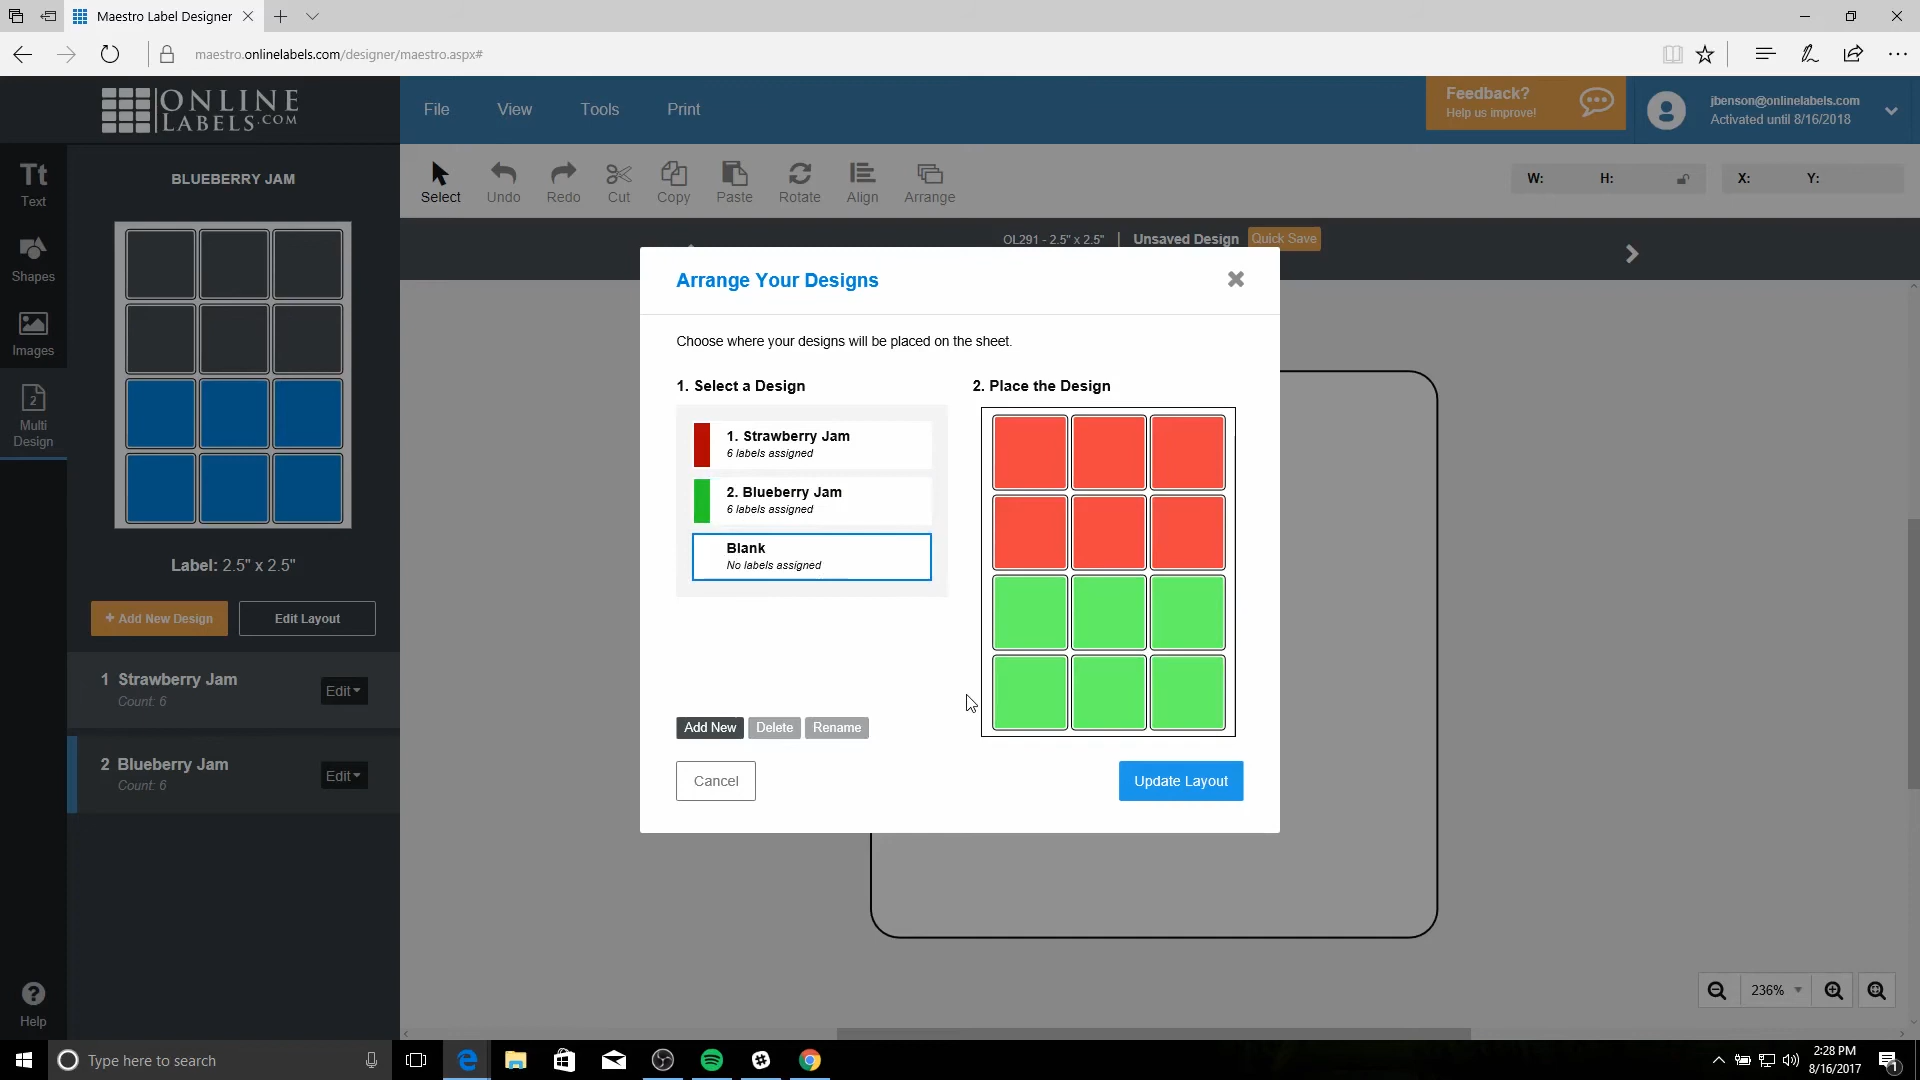 Maestro Label Designer
maestro.onlinelabels.com/designer/maestro.aspx#
ONLINE
LABELS.COM
File View Tools Print
Feedback?
Help us improve!
jbenson@onlinelabels.com
Activated until 8/16/2018
Tt
Text
Shapes
Images
2
Multi
Design
Help
BLUEBERRY JAM
Label: 2.5" x 2.5"
+ Add New Design
Edit Layout
1 Strawberry Jam
Count: 6
Edit
2 Blueberry Jam
Count: 6
Edit
Select Undo Redo Cut Copy Paste Rotate Align Arrange
W: H: X: Y:
OL291 - 2.5" x 2.5" | Unsaved Design Quick Save
Arrange Your Designs
Choose where your designs will be placed on the sheet.
1. Select a Design
2. Place the Design
1. Strawberry Jam
6 labels assigned
2. Blueberry Jam
6 labels assigned
Blank
No labels assigned
Add New Delete Rename
Cancel
Update Layout
236%
Type here to search
2:28 PM
8/16/2017
1